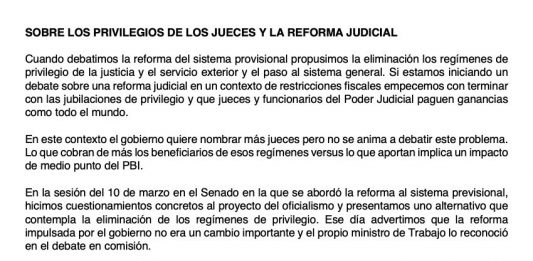 SOBRE LOS PRIVILEGIOS DE LOS JUECES Y LA REFORMA JUDICIAL
Cuando debatimos la reforma del sistema provisional propusimos la eliminación los regímenes de
privilegio de la justicia y el servicio exterior y el paso al sistema general. Si estamos iniciando un
debate sobre una reforma judicial en un contexto de restricciones fiscales empecemos con terminar
con las jubilaciones de privilegio y que jueces y funcionarios del Poder Judicial paguen ganancias
como todo el mundo.
En este contexto el gobierno quiere nombrar más jueces pero no se anima a debatir este problema.
Lo que cobran de más los beneficiarios de esos regímenes versus lo que aportan implica un impacto
de medio punto del PBI.
En la sesión del 10 de marzo en el Senado en la que se abordó la reforma al sistema previsional,
hicimos cuestionamientos concretos al proyecto del oficialismo y presentamos uno alternativo que
contempla la eliminación de los regímenes de privilegio. Ese día advertimos que la reforma
impulsada por el gobierno no era un cambio importante y el propio ministro de Trabajo lo reconoció
en el debate en comisión.